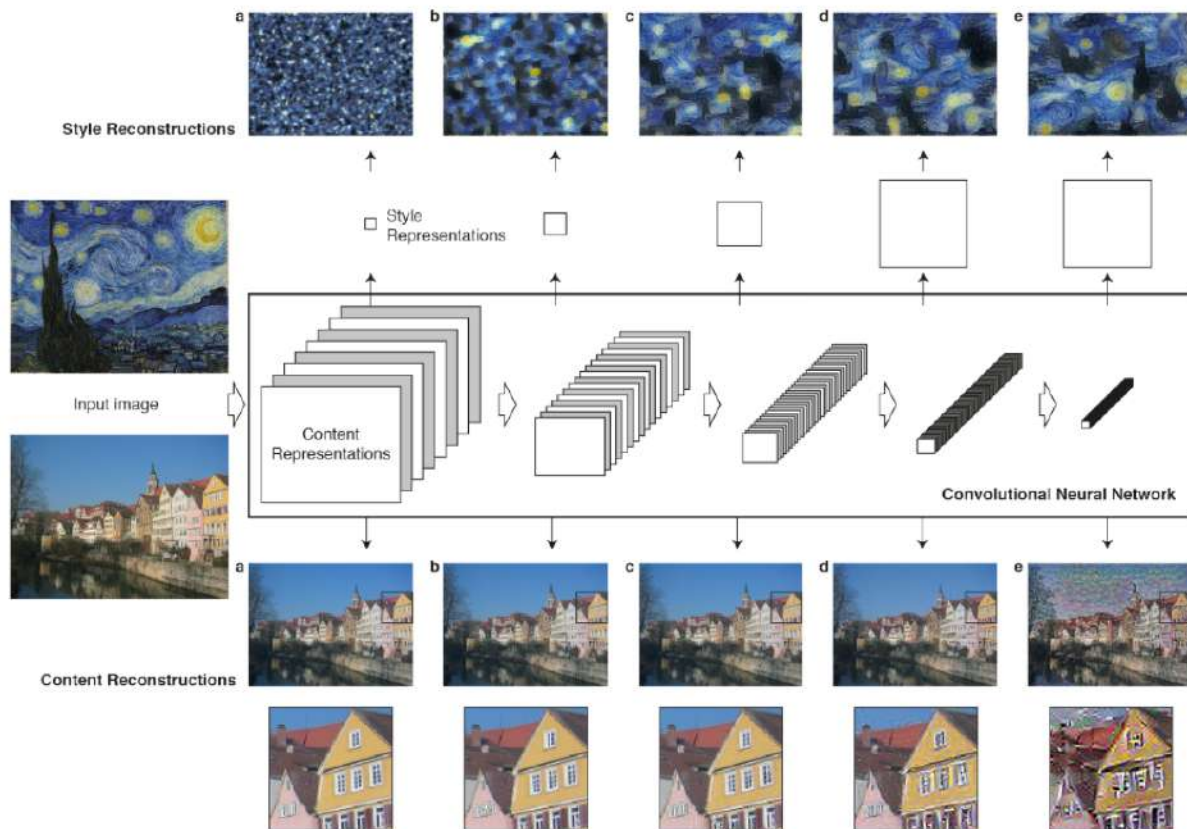 a b c d e
Style Reconstructions
Style
Representations
Input image
Content
Representations
Convolutional Neural Network
a b c d e
Content Reconstructions